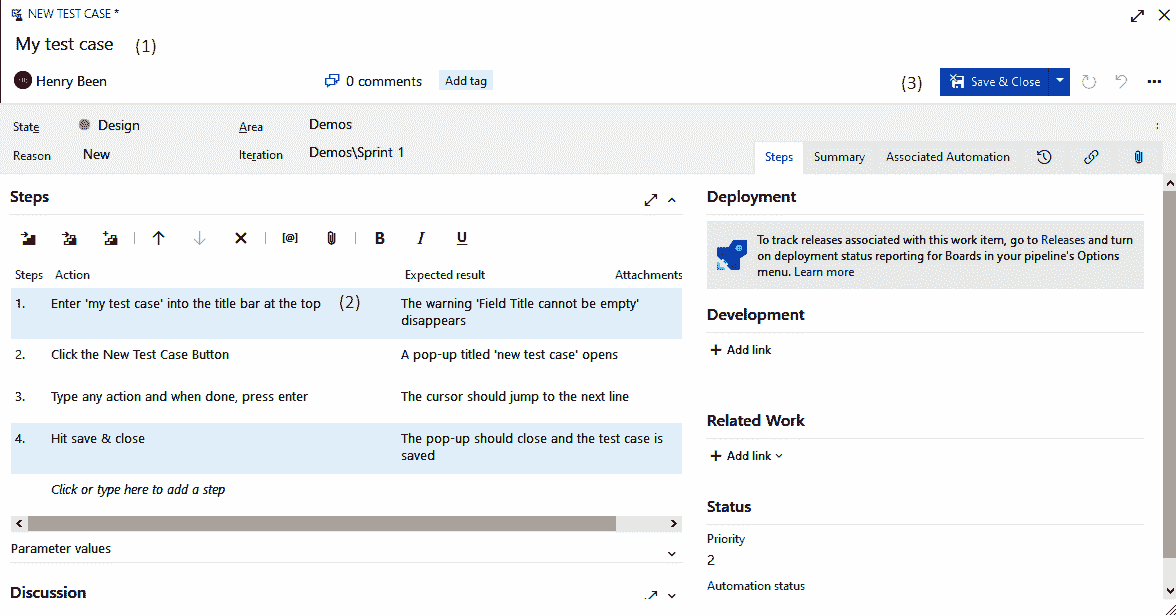 NEW TEST CASE *
My test case (1)
Henry Been
0 comments
Add tag
(3)
Save & Close
State
Design
Area
Demos
Reason
New
Iteration
Demos\Sprint 1
Steps
Summary
Associated Automation
Steps
[@]
B
I
U
Steps
Action
Expected result
Attachments
1.
Enter 'my test case' into the title bar at the top (2)
The warning 'Field Title cannot be empty'
disappears
2.
Click the New Test Case Button
A pop-up titled 'new test case' opens
3.
Type any action and when done, press enter
The cursor should jump to the next line
4.
Hit save & close
The pop-up should close and the test case is
saved
Click or type here to add a step
Parameter values
Discussion
Deployment
To track releases associated with this work item, go to Releases and turn
on deployment status reporting for Boards in your pipeline's Options
menu. Learn more
Development
+ Add link
Related Work
+ Add link
Status
Priority
2
Automation status